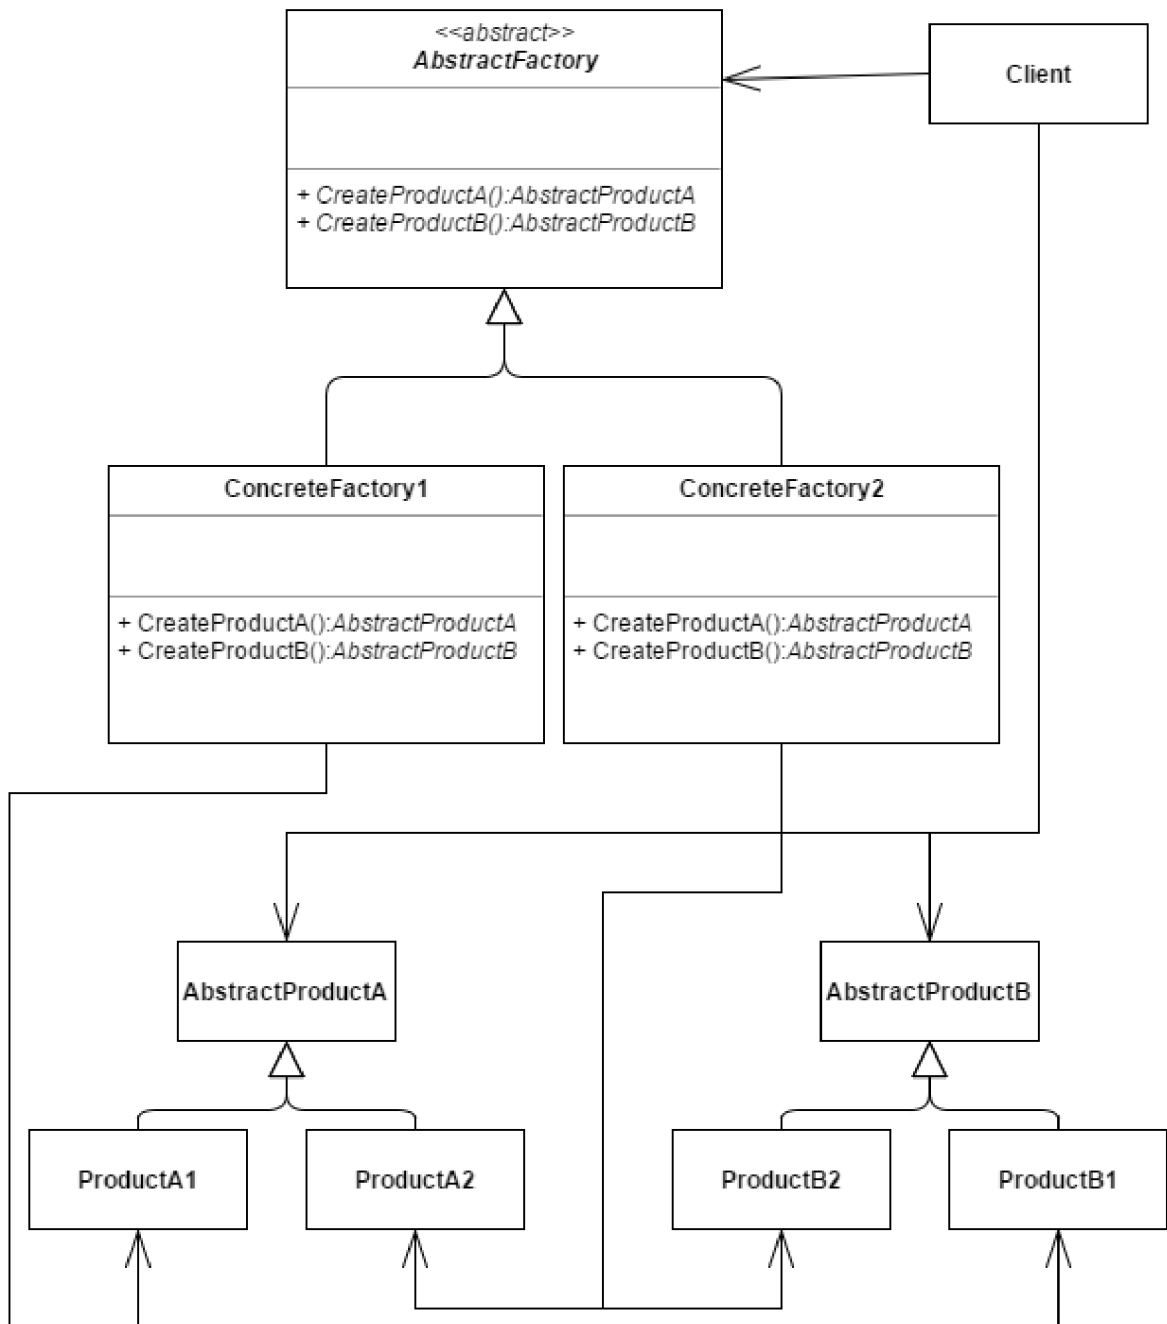 <<abstract>>
AbstractFactory
Client
+ CreateProductA():AbstractProductA
+ CreateProductB():AbstractProductB
ConcreteFactory1
ConcreteFactory2
+ CreateProductA():AbstractProductA
+ CreateProductB():AbstractProductB
+ CreateProductA():AbstractProductA
+ CreateProductB():AbstractProductB
AbstractProductA
AbstractProductB
ProductA1
ProductA2
ProductB2
ProductB1